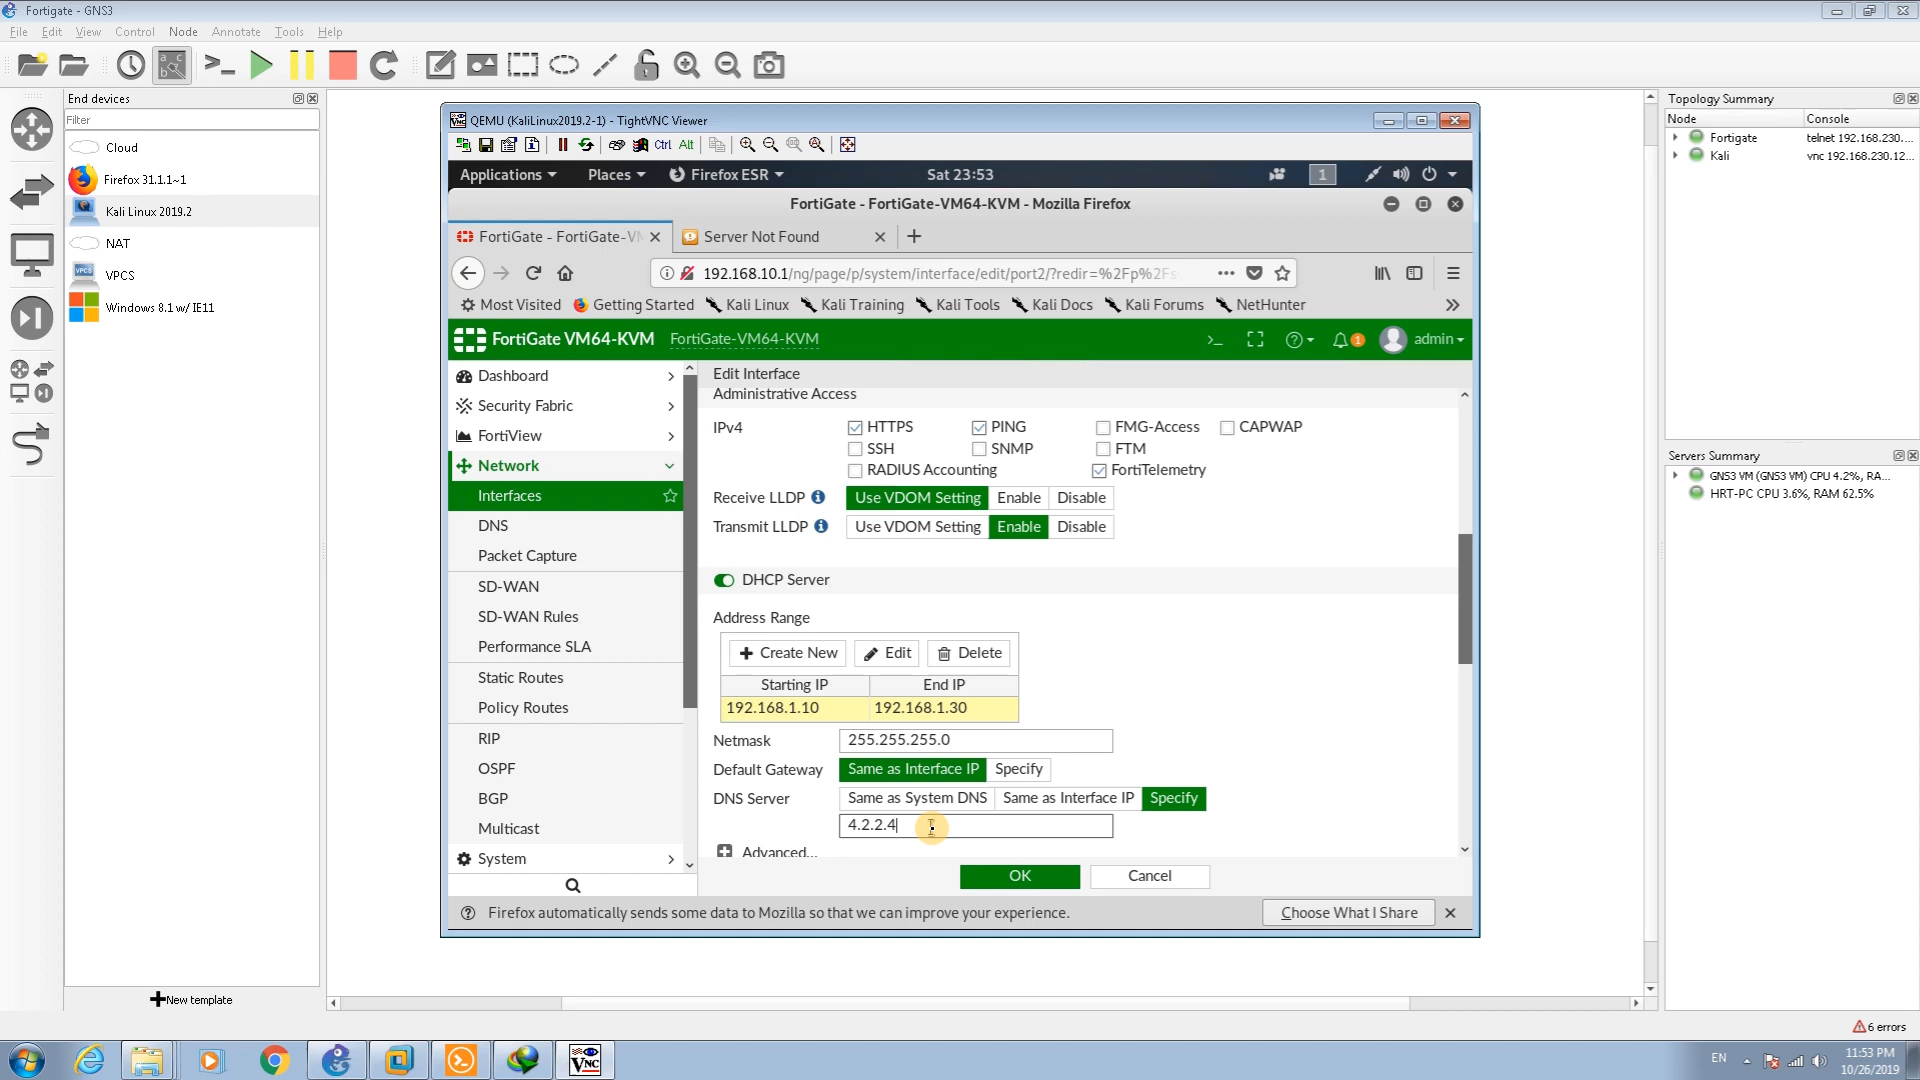 Fortigate - GNS3
File Edit View Control Node Annotate Tools Help
End devices
Filter
Cloud
Firefox 31.1.1~1
Kali Linux 2019.2
NAT
VPCS
Windows 8.1 w/ IE11
New template
QEMU (KaliLinux2019.2-1) - TightVNC Viewer
Ctrl Alt
Applications Places Firefox ESR Sat 23:53 1
FortiGate - FortiGate-VM64-KVM - Mozilla Firefox
FortiGate - FortiGate-VM Server Not Found
192.168.10.1/ng/page/p/system/interface/edit/port2/?redir=%2Fp%2Fs
Most Visited Getting Started Kali Linux Kali Training Kali Tools Kali Docs Kali Forums NetHunter
FortiGate VM64-KVM FortiGate-VM64-KVM 1 admin
Dashboard
Security Fabric
FortiView
Network
Interfaces
DNS
Packet Capture
SD-WAN
SD-WAN Rules
Performance SLA
Static Routes
Policy Routes
RIP
OSPF
BGP
Multicast
System
Edit Interface
Administrative Access
IPv4 HTTPS PING FMG-Access CAPWAP
SSH SNMP FTM
RADIUS Accounting FortiTelemetry
Receive LLDP Use VDOM Setting Enable Disable
Transmit LLDP Use VDOM Setting Enable Disable
DHCP Server
Address Range
Create New Edit Delete
Starting IP End IP
192.168.1.10 192.168.1.30
Netmask 255.255.255.0
Default Gateway Same as Interface IP Specify
DNS Server Same as System DNS Same as Interface IP Specify
4.2.2.4
Advanced...
OK Cancel
Firefox automatically sends some data to Mozilla so that we can improve your experience. Choose What I Share
Topology Summary
Node Console
Fortigate telnet 192.168.230....
Kali vnc 192.168.230.12...
Servers Summary
GNS3 VM (GNS3 VM) CPU 4.2%, RA...
HRT-PC CPU 3.6%, RAM 62.5%
6 errors
VNC
EN
11:53 PM
10/26/2019